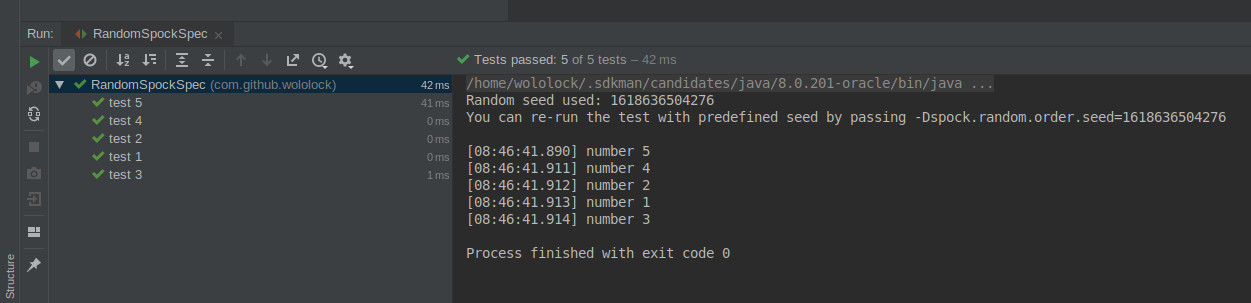 Run: RandomSpockSpec
Tests passed: 5 of 5 tests – 42 ms
RandomSpockSpec (com.github.wololock) 42 ms
test 5 41 ms
test 4 0 ms
test 2 0 ms
test 1 0 ms
test 3 1 ms
/home/wololock/.sdkman/candidates/java/8.0.201-oracle/bin/java ...
Random seed used: 1618636504276
You can re-run the test with predefined seed by passing -Dspock.random.order.seed=1618636504276
[08:46:41.890] number 5
[08:46:41.911] number 4
[08:46:41.912] number 2
[08:46:41.913] number 1
[08:46:41.914] number 3
Process finished with exit code 0
Structure